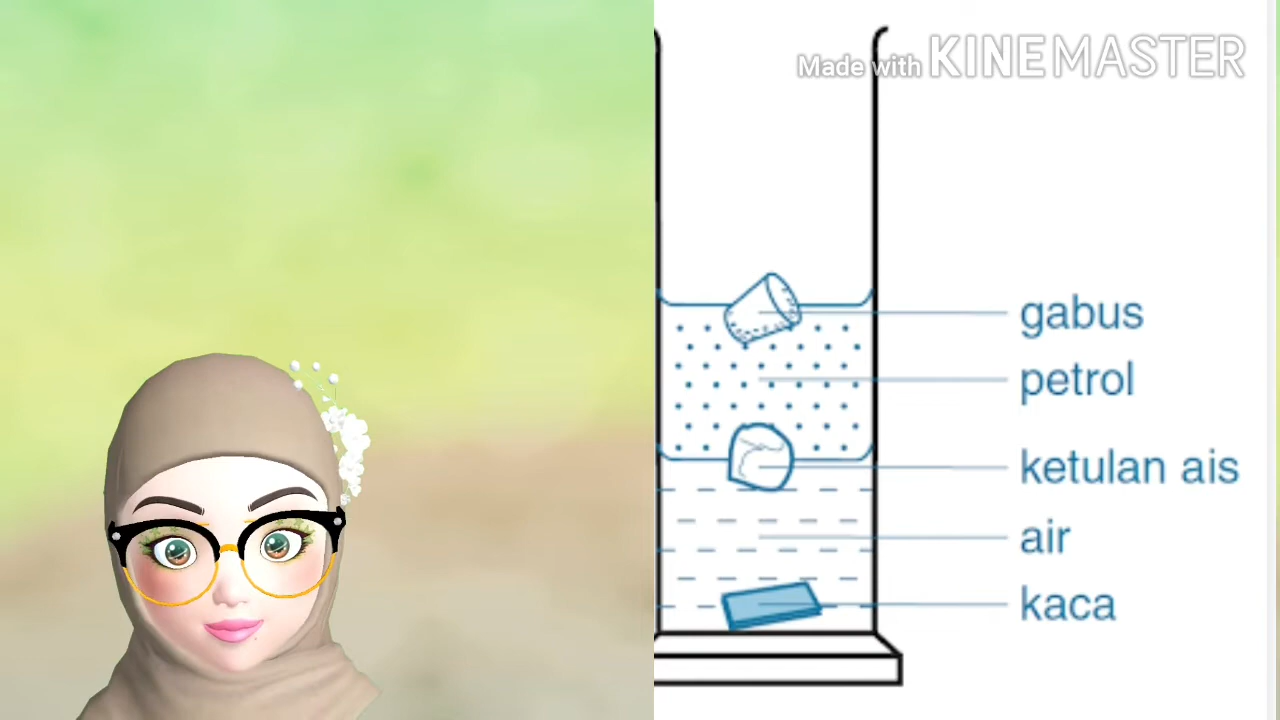 Made with KINEMASTER
gabus
petrol
ketulan ais
air
kaca